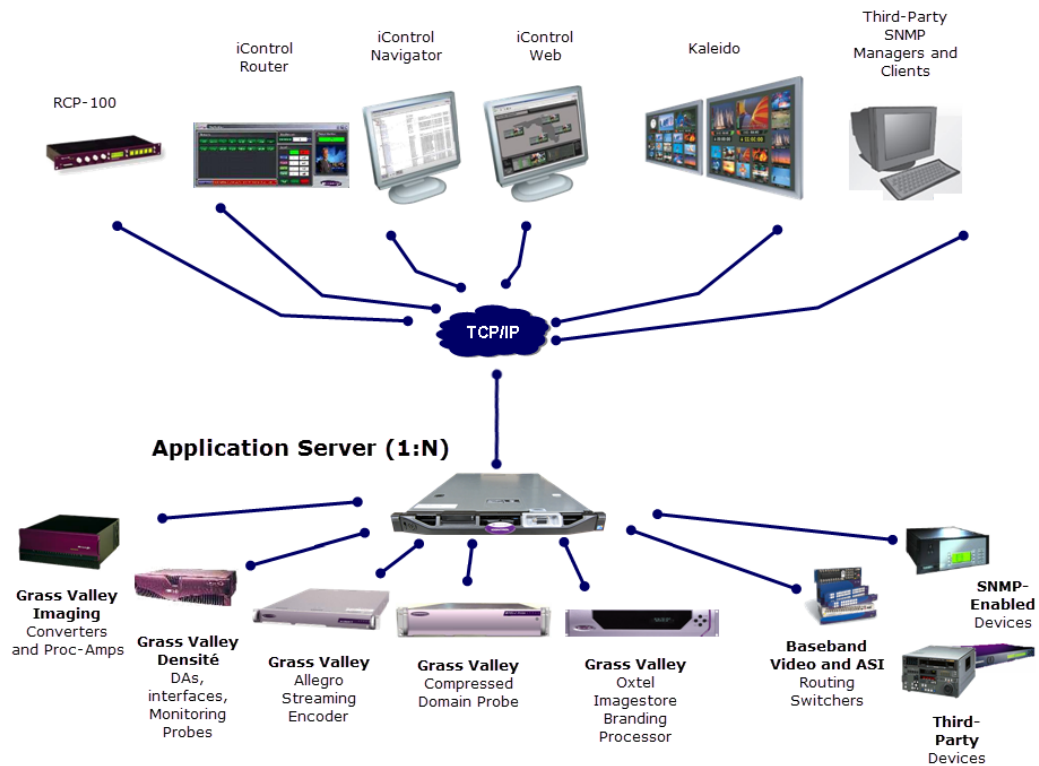 RCP-100
iControl
Router
iControl
Navigator
iControl
Web
Kaleido
Third-Party
SNMP
Managers and
Clients
TCP/IP
Application Server (1:N)
Grass Valley
Imaging
Converters
and Proc-Amps
Grass Valley
Densité
DAs,
interfaces,
Monitoring
Probes
Grass Valley
Allegro
Streaming
Encoder
Grass Valley
Compressed
Domain Probe
Grass Valley
Oxtel
Imagestore
Branding
Processor
Baseband
Video and ASI
Routing
Switchers
SNMP-
Enabled
Devices
Third-
Party
Devices